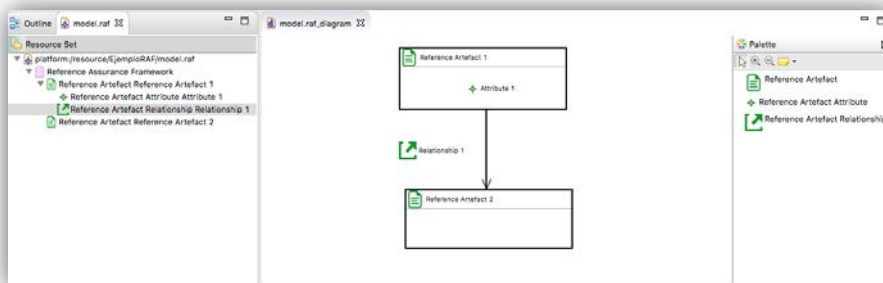 Outline
model.raf
Resource Set
platform:/resource/EjemploRAF/model.raf
Reference Assurance Framework
Reference Artefact Reference Artefact 1
Reference Artefact Attribute Attribute 1
Reference Artefact Relationship Relationship 1
Reference Artefact Reference Artefact 2
model.raf_diagram
Reference Artefact 1
Attribute 1
Relationship 1
Reference Artefact 2
Palette
Reference Artefact
Reference Artefact Attribute
Reference Artefact Relationship